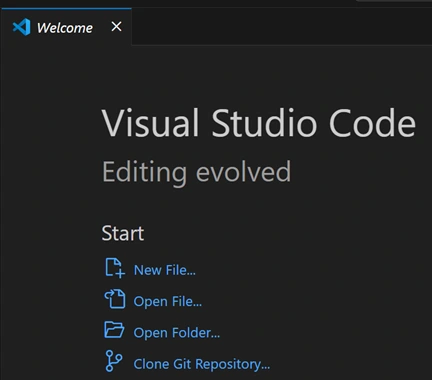 Welcome
Visual Studio Code
Editing evolved
Start
New File...
Open File...
Open Folder...
Clone Git Repository...